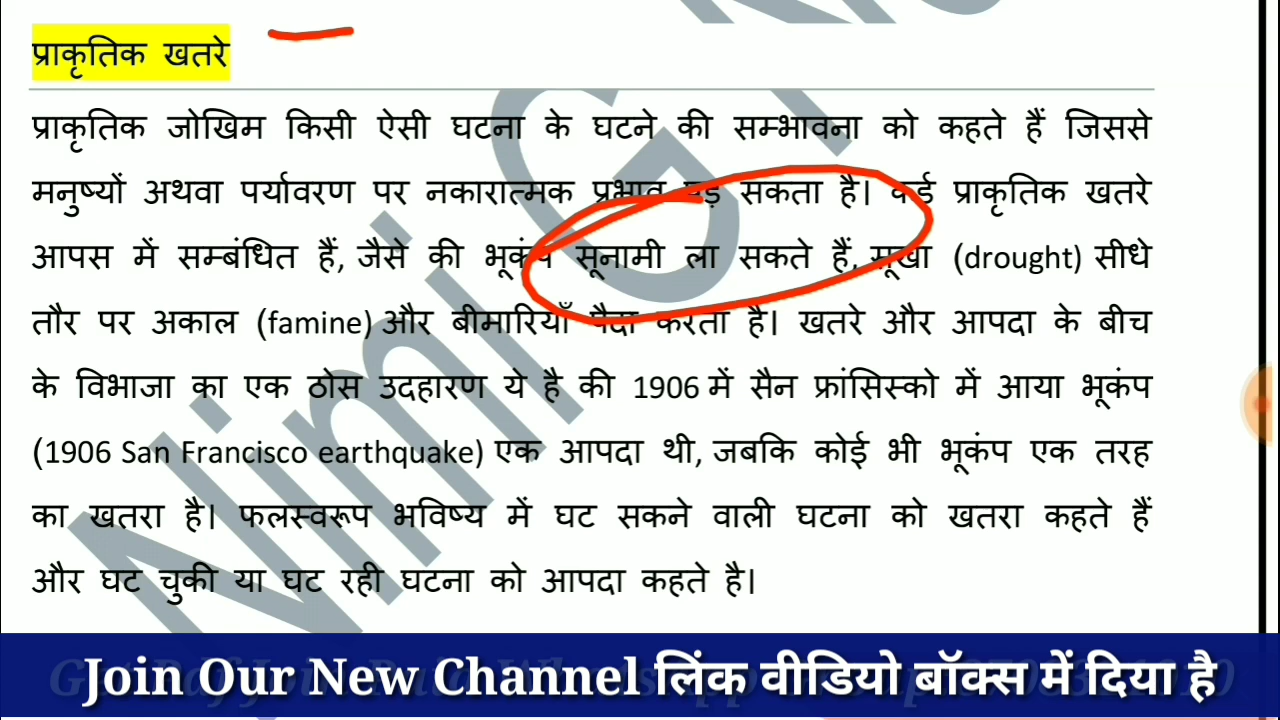 प्राकृतिक खतरे
प्राकृतिक जोखिम किसी ऐसी घटना के घटने की सम्भावना को कहते हैं जिससे
मनुष्यों अथवा पर्यावरण पर नकारात्मक प्रभाव पड़ सकता है। कई प्राकृतिक खतरे
आपस में सम्बंधित हैं, जैसे की भूकंप सूनामी ला सकते हैं, सूखा (drought) सीधे
तौर पर अकाल (famine) और बीमारियाँ पैदा करता है। खतरे और आपदा के बीच
के विभाजा का एक ठोस उदहारण ये है की 1906 में सैन फ्रांसिस्को में आया भूकंप
(1906 San Francisco earthquake) एक आपदा थी, जबकि कोई भी भूकंप एक तरह
का खतरा है। फलस्वरूप भविष्य में घट सकने वाली घटना को खतरा कहते हैं
और घट चुकी या घट रही घटना को आपदा कहते है।
Join Our New Channel लिंक वीडियो बॉक्स में दिया है
Nimi G